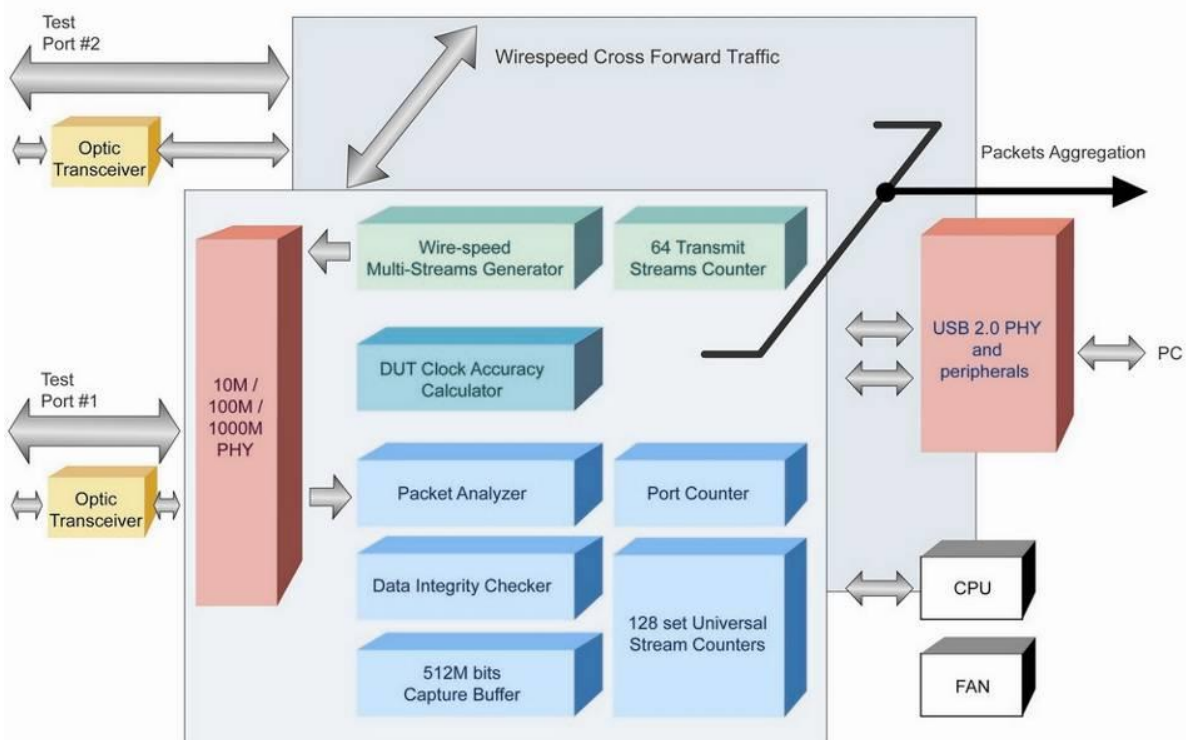 Test
Port #2
Wirespeed Cross Forward Traffic
Optic
Transceiver
Packets Aggregation
Wire-speed
Multi-Streams Generator
64 Transmit
Streams Counter
USB 2.0 PHY
and
peripherals
PC
DUT Clock Accuracy
Calculator
Test
Port #1
10M /
100M /
1000M
PHY
Optic
Transceiver
Packet Analyzer
Port Counter
Data Integrity Checker
128 set Universal
Stream Counters
512M bits
Capture Buffer
CPU
FAN